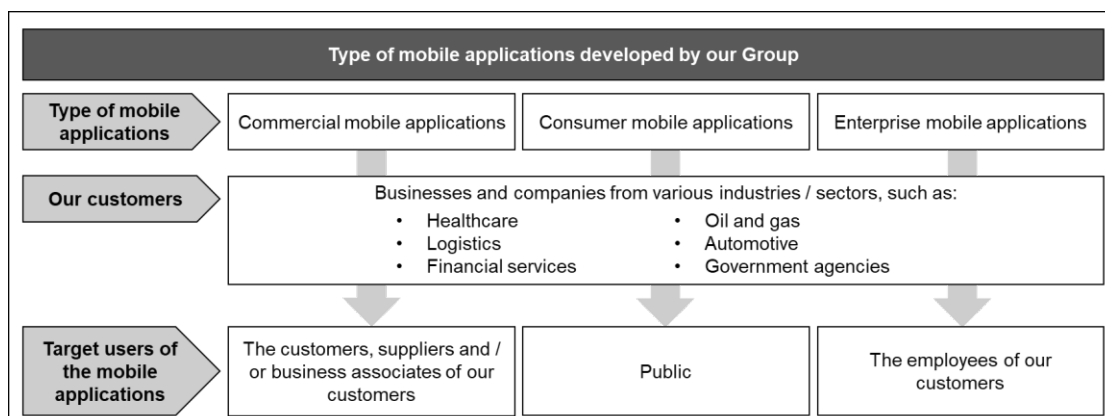 Type of mobile applications developed by our Group
Type of mobile
applications
Commercial mobile applications
Consumer mobile applications
Enterprise mobile applications
Our customers
Businesses and companies from various industries / sectors, such as:
• Healthcare
• Logistics
• Financial services
• Oil and gas
• Automotive
• Government agencies
Target users of
the mobile
applications
The customers, suppliers and /
or business associates of our
customers
Public
The employees of our
customers